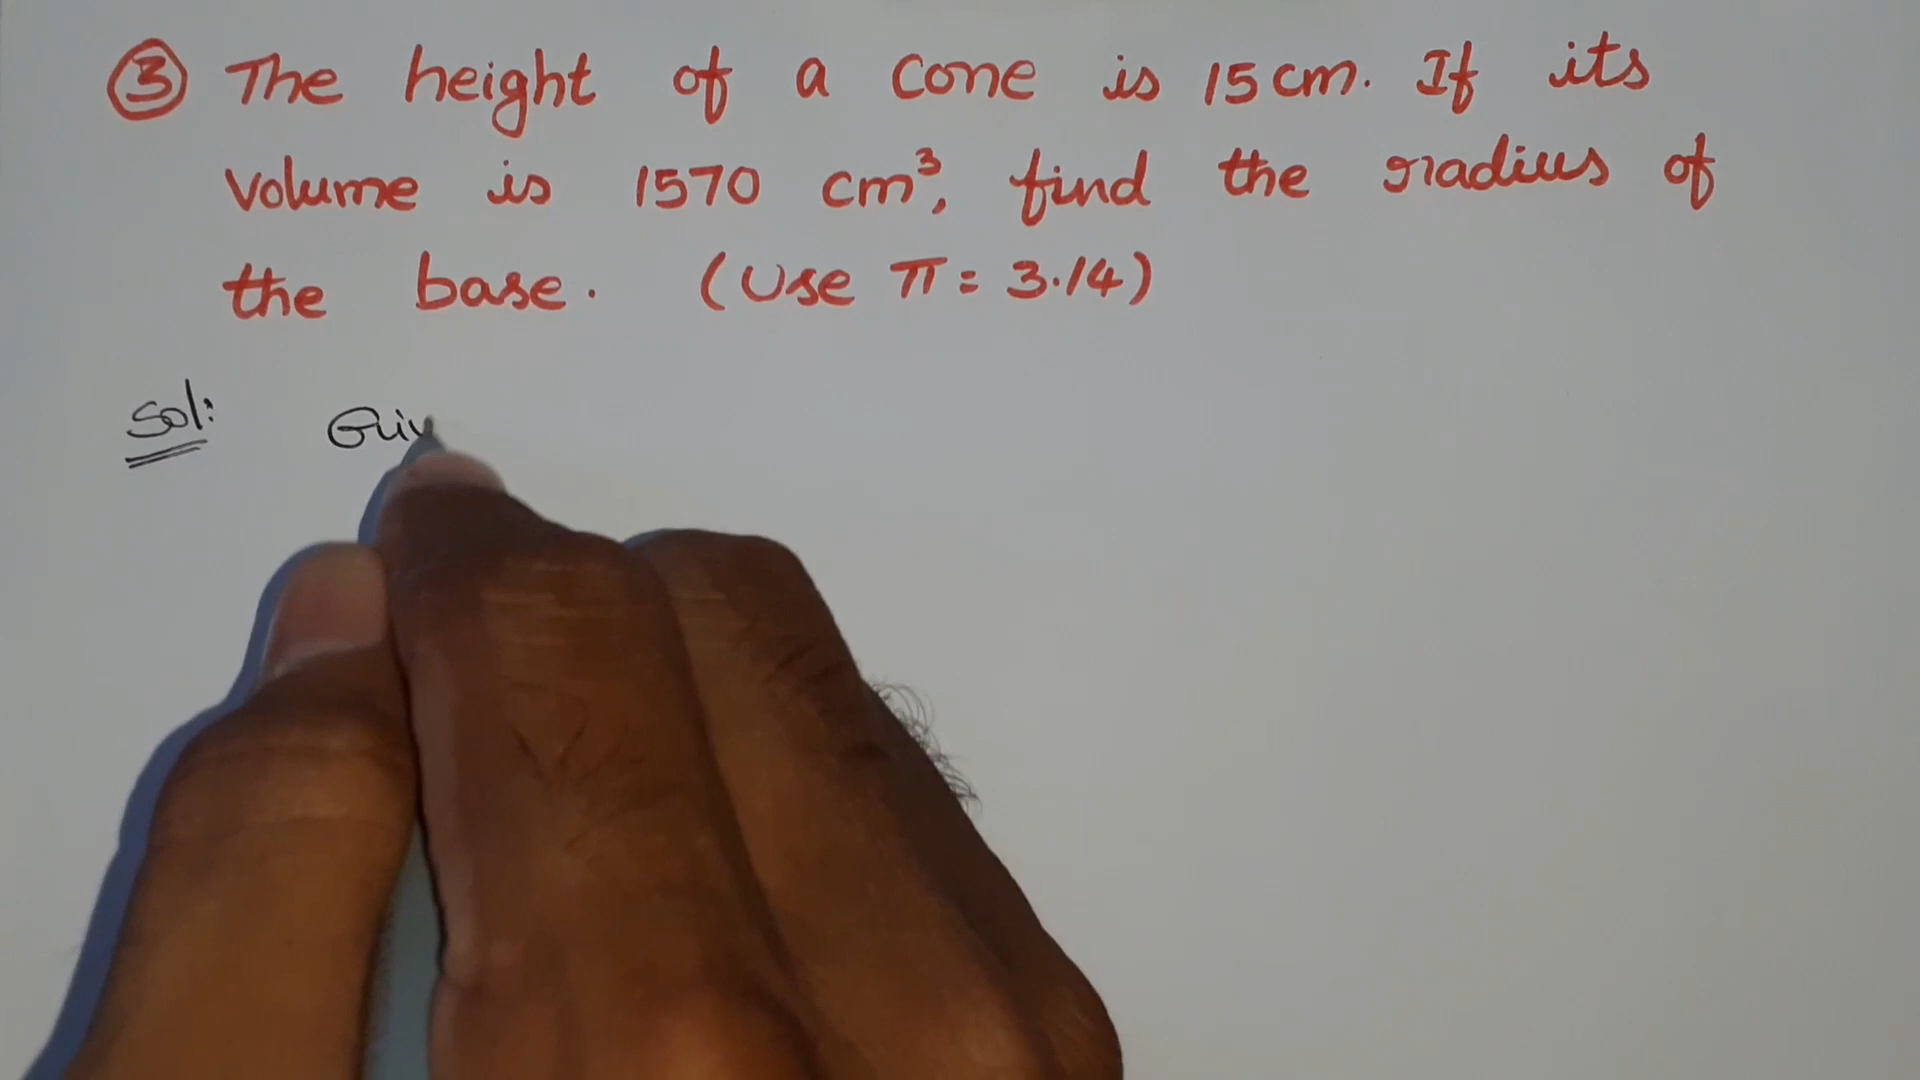 ③ The height of a cone is 15 cm. If its
volume is 1570 cm³, find the radius of
the base. (Use π = 3.14)
Sol: Giv